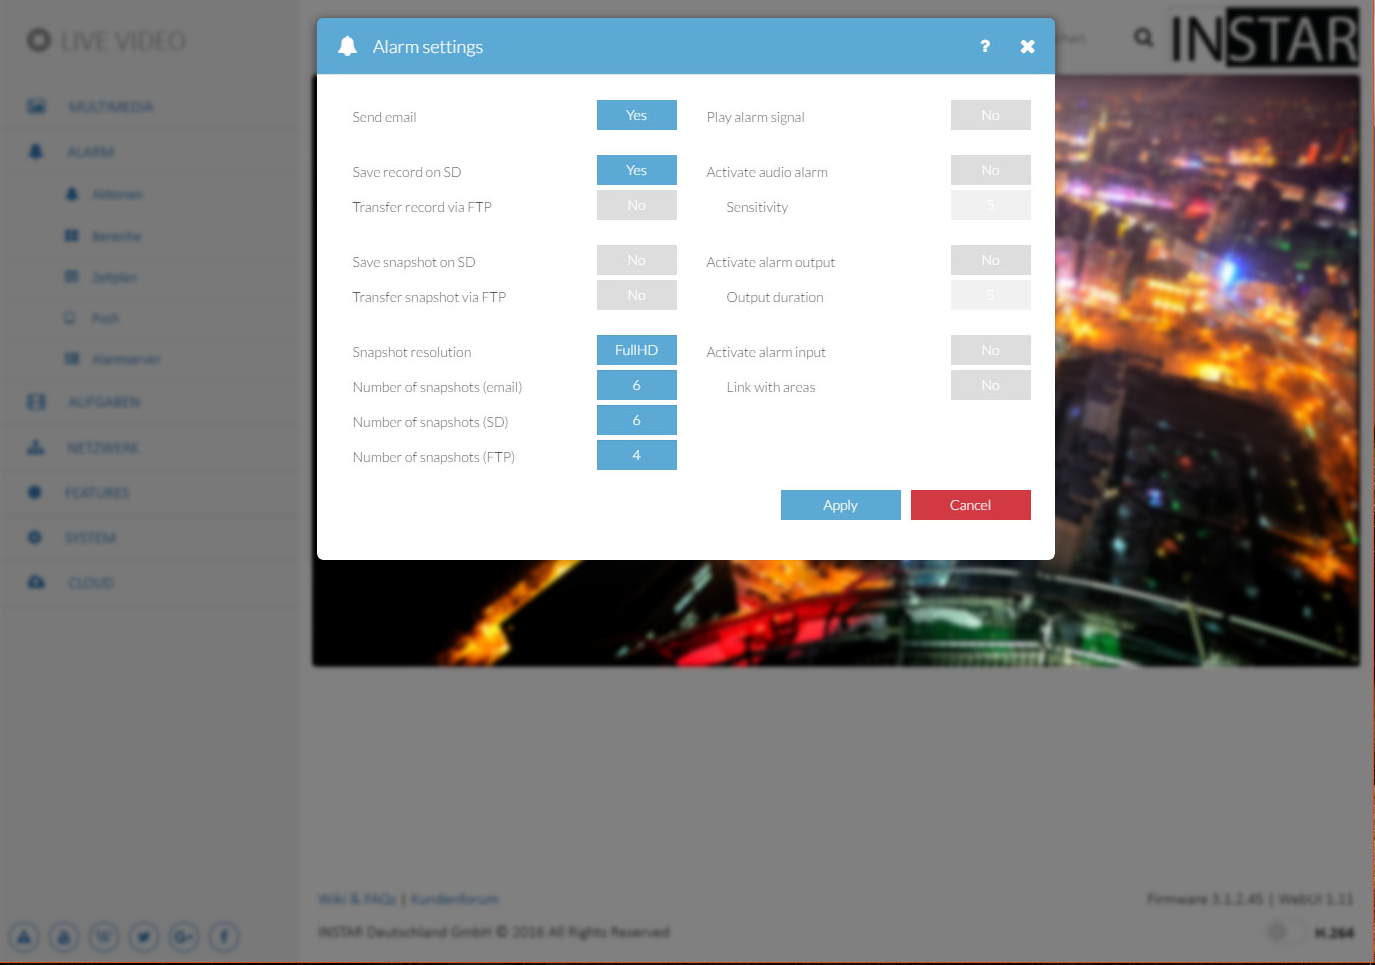 LIVE VIDEO
MULTIMEDIA
ALARM
Aktionen
Bereiche
Zeitplan
Push
Alarmserver
AUFGABEN
NETZWERK
FEATURES
SYSTEM
CLOUD
INSTAR
Alarm settings ?
Send email Yes
Save record on SD Yes
Transfer record via FTP No
Save snapshot on SD No
Transfer snapshot via FTP No
Snapshot resolution FullHD
Number of snapshots (email) 6
Number of snapshots (SD) 6
Number of snapshots (FTP) 4
Play alarm signal No
Activate audio alarm No
Sensitivity 5
Activate alarm output No
Output duration 5
Activate alarm input No
Link with areas No
Apply Cancel
Wiki & FAQs | Kundenforum
Firmware 3.1.2.45 | WebUI 1.11
INSTAR Deutschland GmbH © 2016 All Rights Reserved
H.264